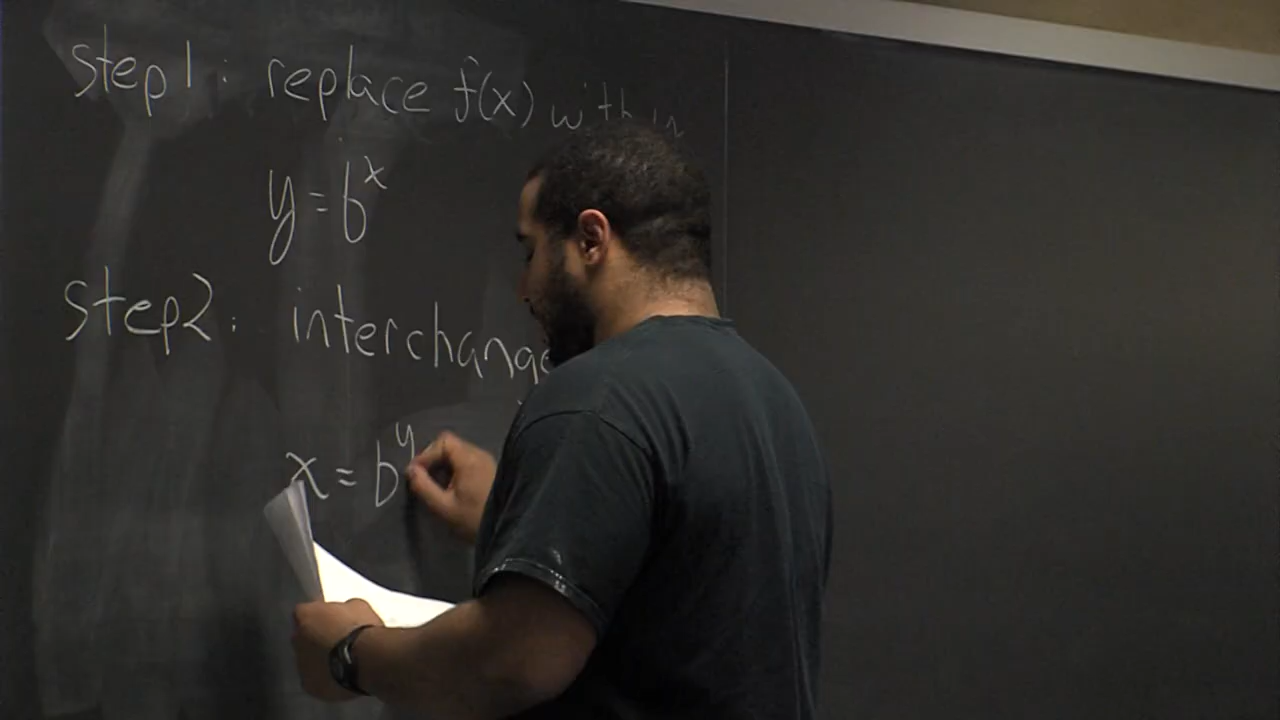 Step1: replace f(x) with
y=b^x
Step2: interchange
x=b^y